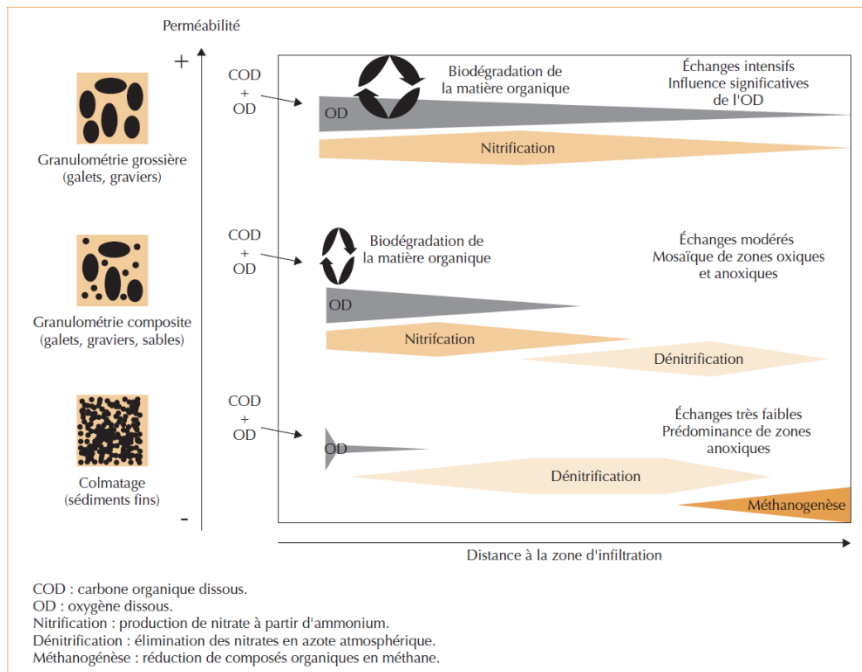 Perméabilité
+
COD
+
OD
Biodégradation de
la matière organique
Échanges intensifs
Influence significatives
de l'OD
OD
Nitrification
Granulométrie grossière
(galets, graviers)
COD
+
OD
Biodégradation de
la matière organique
Échanges modérés
Mosaïque de zones oxiques
et anoxiques
OD
Nitrifcation
Dénitrification
Granulométrie composite
(galets, graviers, sables)
COD
+
OD
Échanges très faibles
Prédominance de zones
anoxiques
OD
Dénitrification
Méthanogenèse
Colmatage
(sédiments fins)
-
Distance à la zone d'infiltration
COD : carbone organique dissous.
OD : oxygène dissous.
Nitrification : production de nitrate à partir d'ammonium.
Dénitrification : élimination des nitrates en azote atmosphérique.
Méthanogénèse : réduction de composés organiques en méthane.